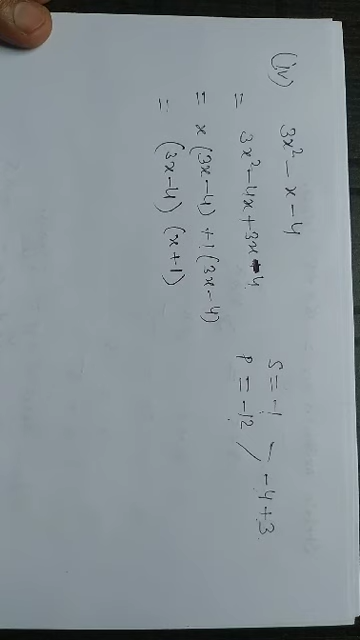 (iv) 3x² - x - 4
S = -1
P = -12 > -4+3
= 3x² - 4x + 3x - 4
= x (3x-4) + 1 (3x-4)
= (3x-4) (x+1)